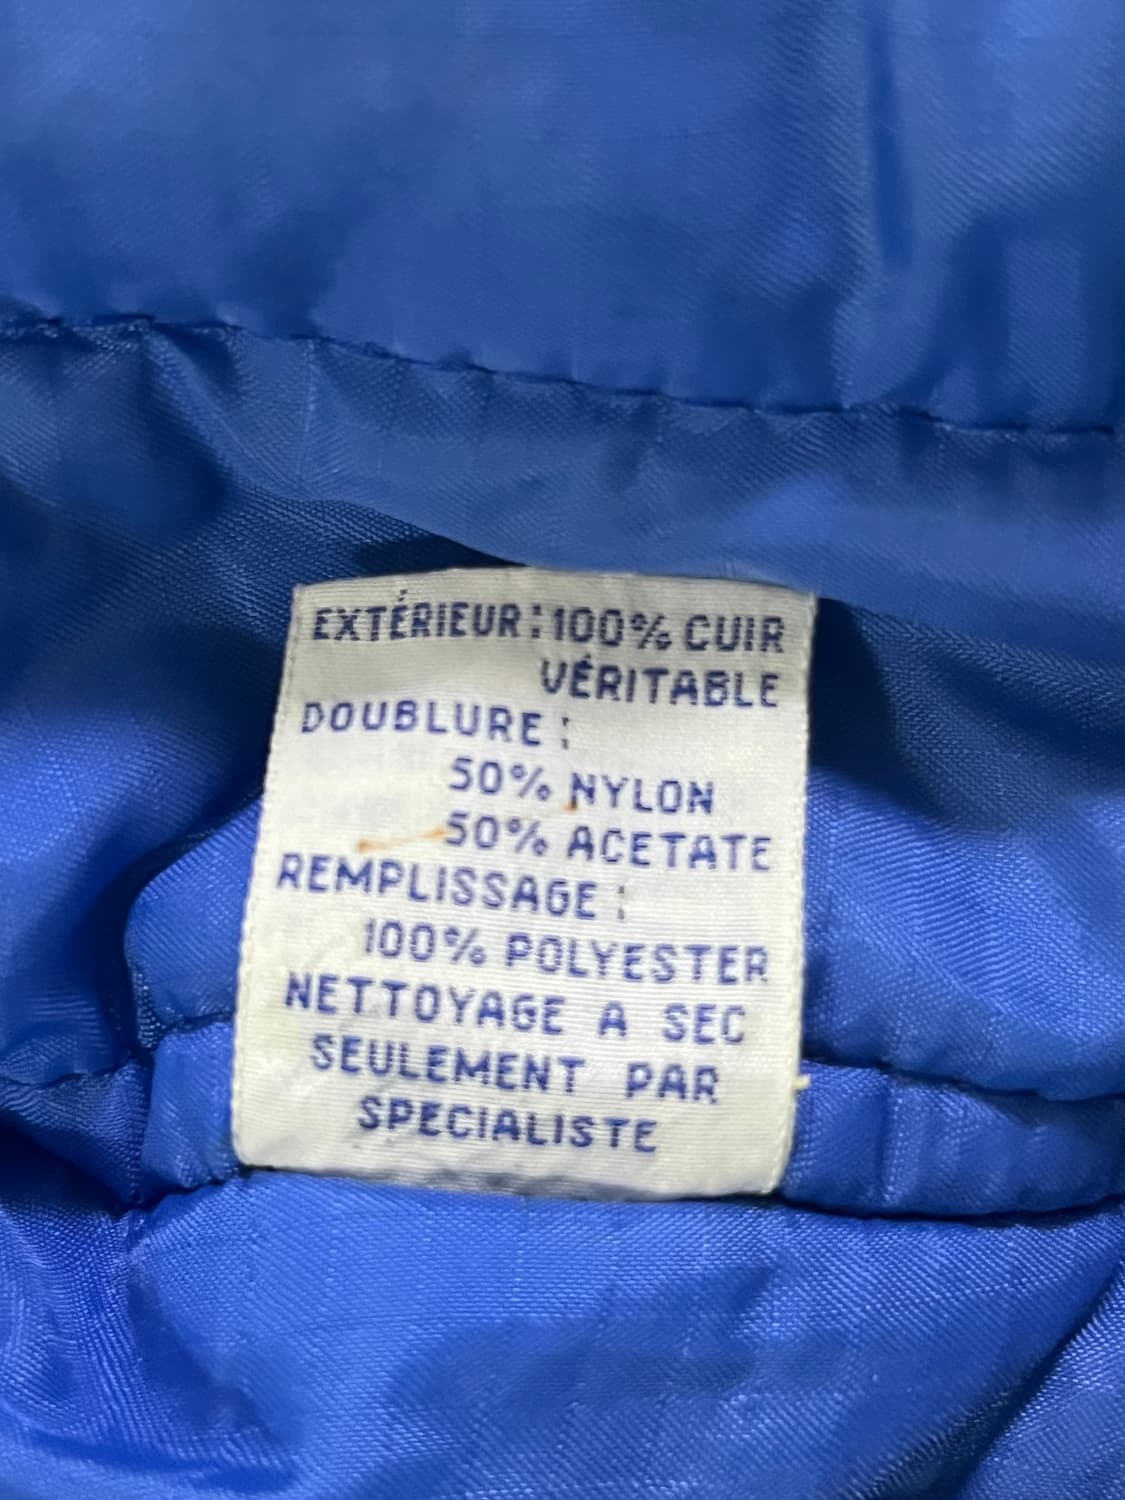 EXTÉRIEUR: 100% CUIR
VÉRITABLE
DOUBLURE:
50% NYLON
50% ACETATE
REMPLISSAGE:
100% POLYESTER
NETTOYAGE A SEC
SEULEMENT PAR
SPECIALISTE